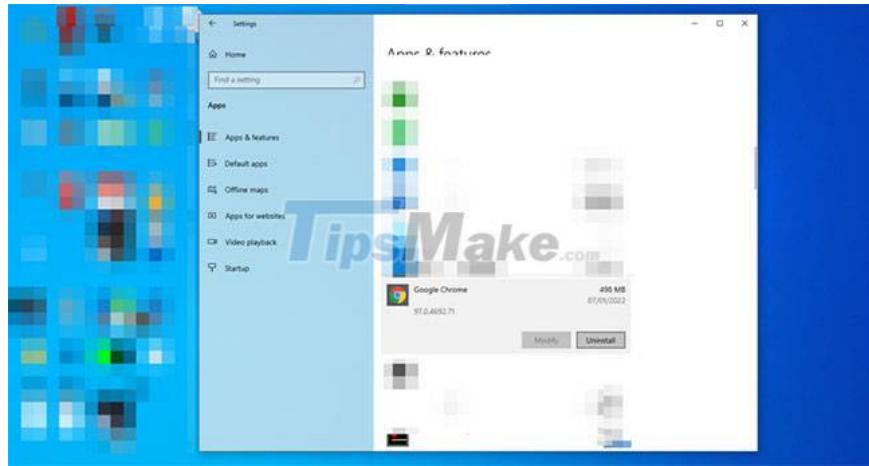 Settings
Home
Find a setting
Apps
Apps & features
Default apps
Offline maps
Apps for websites
Video playback
Startup
Apps & features
TipsMake.com
Google Chrome
498 MB
97.0.4692.71
07/01/2022
Modify
Uninstall